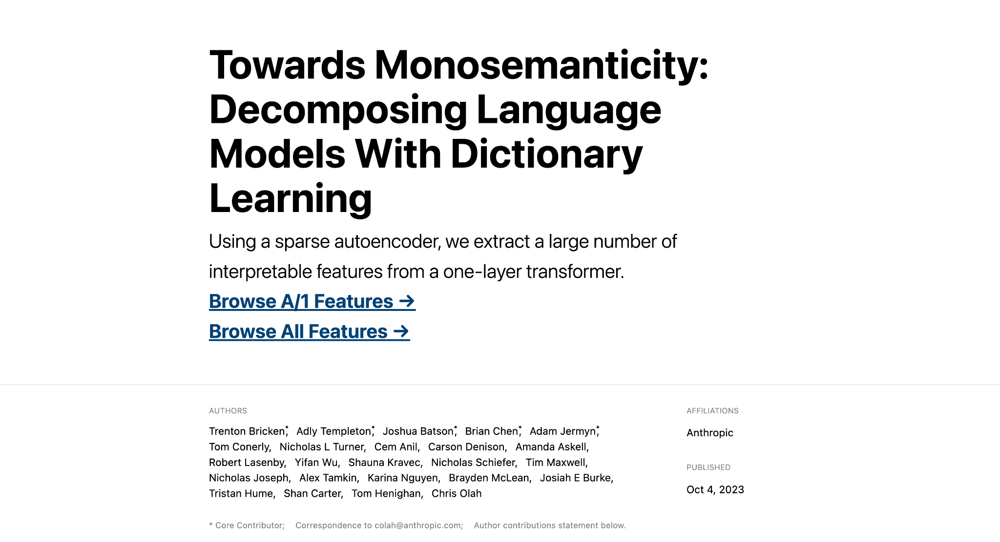 Towards Monosemanticity:
Decomposing Language
Models With Dictionary
Learning
Using a sparse autoencoder, we extract a large number of
interpretable features from a one-layer transformer.
Browse A/1 Features →
Browse All Features →
AUTHORS
Trenton Bricken*, Adly Templeton*, Joshua Batson*, Brian Chen*, Adam Jermyn*,
Tom Conerly, Nicholas L Turner, Cem Anil, Carson Denison, Amanda Askell,
Robert Lasenby, Yifan Wu, Shauna Kravec, Nicholas Schiefer, Tim Maxwell,
Nicholas Joseph, Alex Tamkin, Karina Nguyen, Brayden McLean, Josiah E Burke,
Tristan Hume, Shan Carter, Tom Henighan, Chris Olah
AFFILIATIONS
Anthropic
PUBLISHED
Oct 4, 2023
* Core Contributor; Correspondence to colah@anthropic.com; Author contributions statement below.